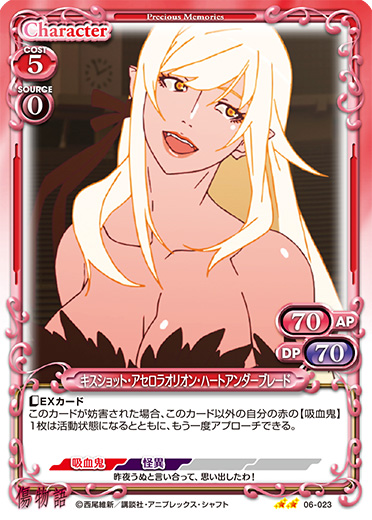 Precious Memories
Character
COST
5
SOURCE
0
70 AP
DP 70
キスショット・アセロラオリオン・ハートアンダーブレード
EXカード
このカードが妨害された場合、このカード以外の自分の赤の【吸血鬼】
1枚は活動状態になるとともに、もう一度アプローチできる。
吸血鬼 怪異
昨夜うぬと言い合って、思い出したわ!
傷物語
©西尾維新/講談社・アニプレックス・シャフト
06-023